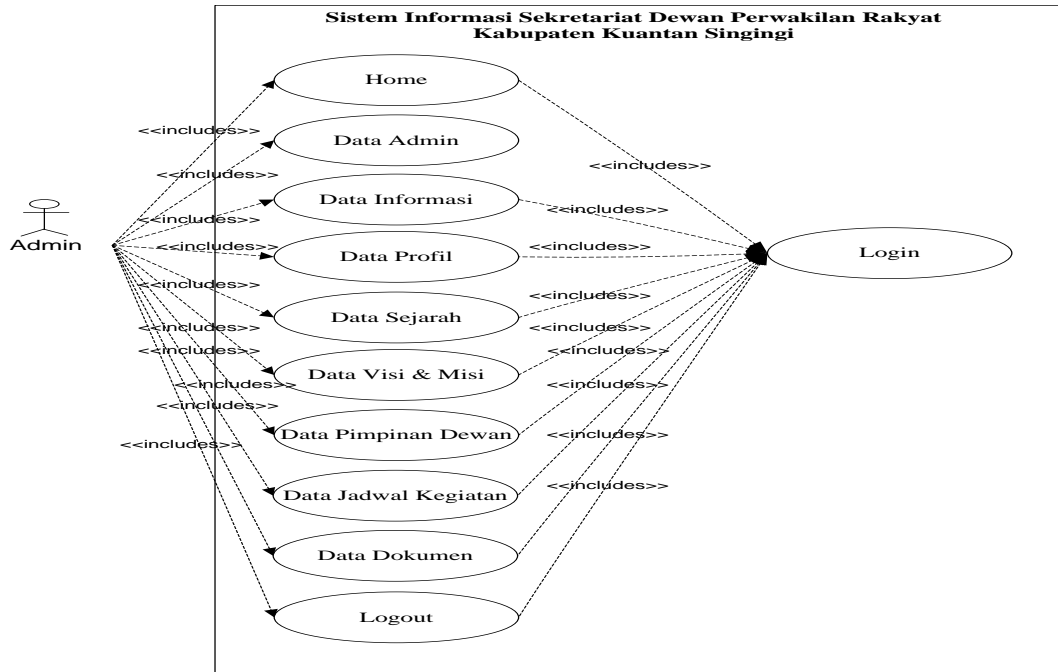 Sistem Informasi Sekretariat Dewan Perwakilan Rakyat
Kabupaten Kuantan Singingi
Home
<<includes>>
Data Admin
<<includes>>
<<includes>>
Data Informasi
<<includes>>
<<includes>>
Admin
<<includes>>
<<includes>>
Data Profil
Login
<<includes>>
<<includes>>
Data Sejarah
<<includes>>
<<includes>>
<<includes>>
<<includes>>
Data Visi & Misi
<<includes>>
<<includes>>
<<includes>>
Data Pimpinan Dewan
<<includes>>
<<includes>>
<<includes>>
Data Jadwal Kegiatan
Data Dokumen
Logout